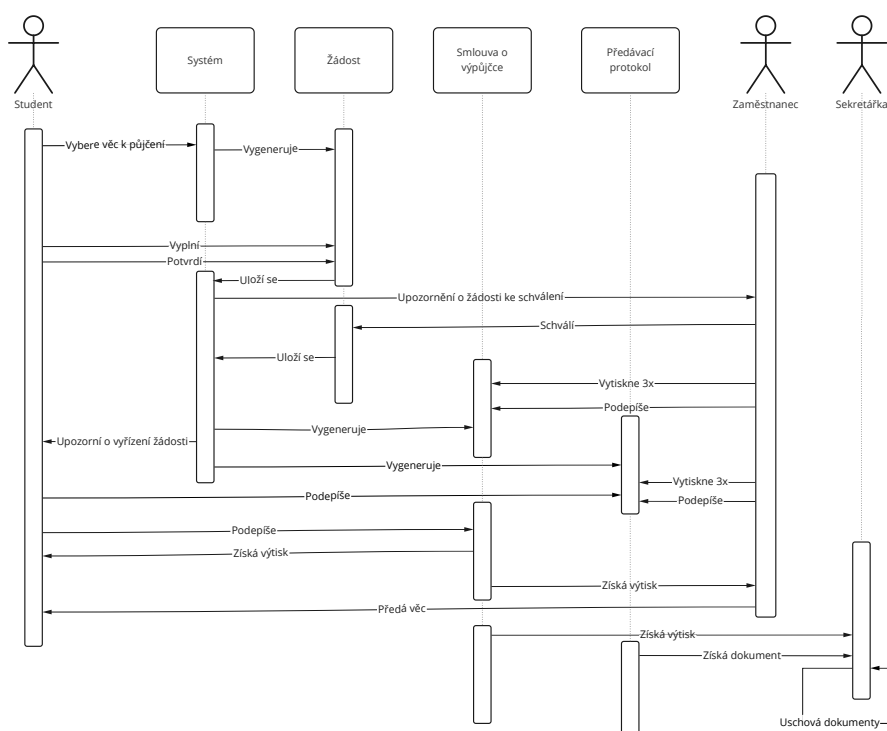 Systém
Žádost
Smlouva o
výpůjčce
Předávací
protokol
Student
Zaměstnanec
Sekretářka
Vybere věc k půjčení
Vygeneruje
Vyplní
Potvrdí
Uloží se
Upozornění o žádosti ke schválení
Schválí
Uloží se
Vytiskne 3x
Podepíše
Vygeneruje
Upozorní o vyřízení žádosti
Vygeneruje
Vytiskne 3x
Podepíše
Podepíše
Podepíše
Získá výtisk
Získá výtisk
Předá věc
Získá výtisk
Získá dokument
Uschová dokumenty